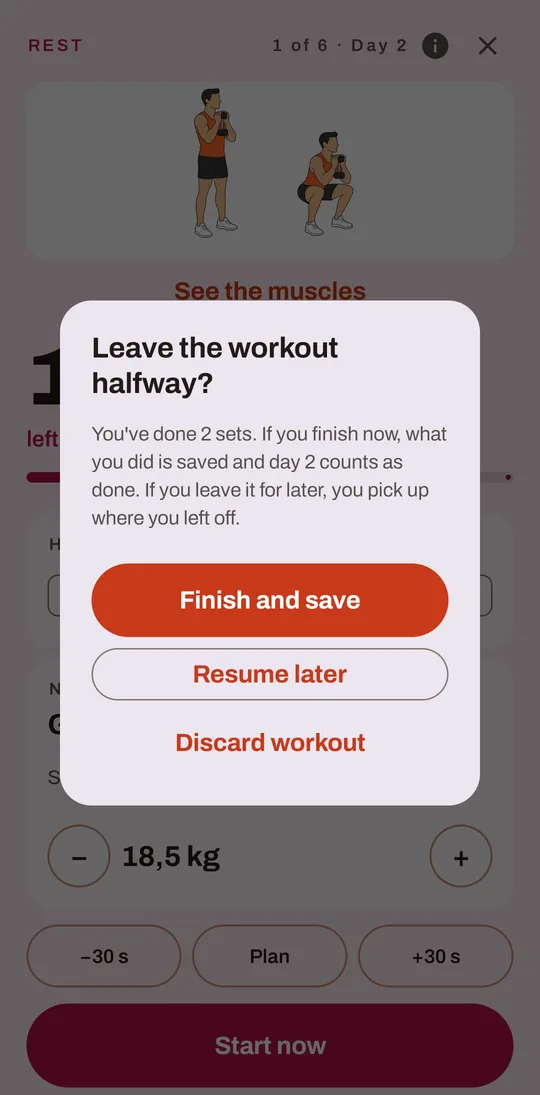 REST
1 of 6 · Day 2
See the muscles
left
Leave the workout
halfway?
You've done 2 sets. If you finish now, what
you did is saved and day 2 counts as
done. If you leave it for later, you pick up
where you left off.
Finish and save
Resume later
Discard workout
− 18,5 kg +
−30 s
Plan
+30 s
Start now